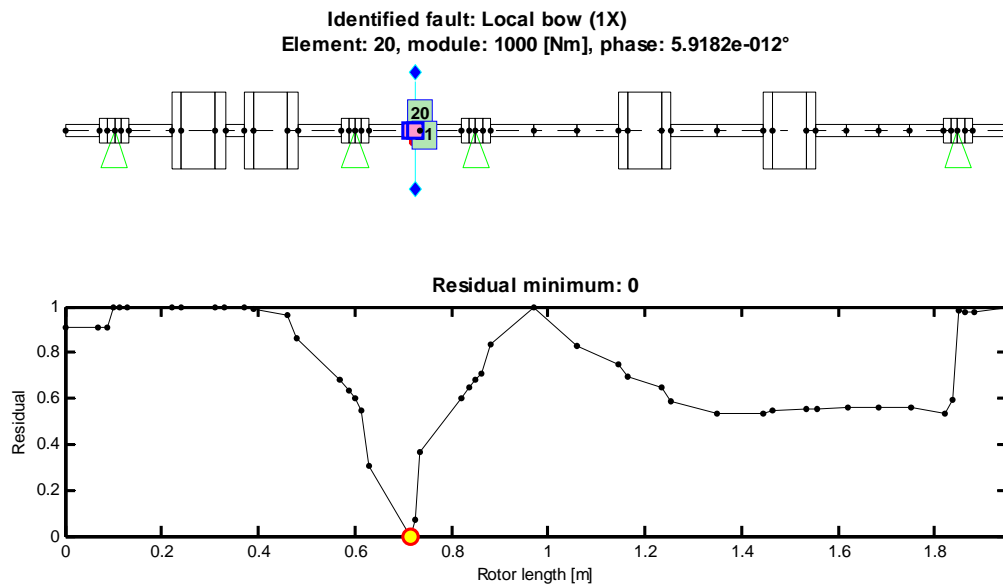 Identified fault: Local bow (1X)
Element: 20, module: 1000 [Nm], phase: 5.9182e-012°
20
1
Residual minimum: 0
1
0.8
0.6
0.4
0.2
0
Residual
0 0.2 0.4 0.6 0.8 1 1.2 1.4 1.6 1.8
Rotor length [m]